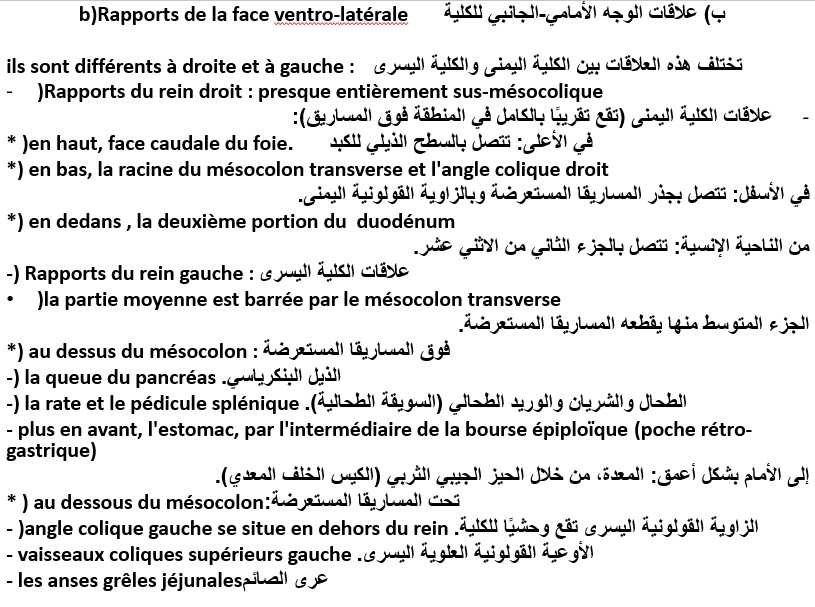 b)Rapports de la face ventro-latérale ب) علاقات الوجه الأمامي-الجانبي للكلية
ils sont différents à droite et à gauche : تختلف هذه العلاقات بين الكلية اليمنى والكلية اليسرى
- )Rapports du rein droit : presque entièrement sus-mésocolique
- علاقات الكلية اليمنى (تقع تقريبًا بالكامل في المنطقة فوق المساريق):
* )en haut, face caudale du foie. في الأعلى: تتصل بالسطح الذيلي للكبد
*) en bas, la racine du mésocolon transverse et l'angle colique droit
في الأسفل: تتصل بجذر المساريقا المستعرضة وبالزاوية القولونية اليمنى.
*) en dedans , la deuxième portion du duodénum
من الناحية الإنسية: تتصل بالجزء الثاني من الاثني عشر.
-) Rapports du rein gauche : علاقات الكلية اليسرى
• )la partie moyenne est barrée par le mésocolon transverse
الجزء المتوسط منها يقطعه المساريقا المستعرضة.
*) au dessus du mésocolon : فوق المساريقا المستعرضة
-) la queue du pancréas .الذيل البنكرياسي
-) la rate et le pédicule splénique .الطحال والشريان والوريد الطحالي (السويقة الطحالية)
- plus en avant, l'estomac, par l'intermédiaire de la bourse épiploïque (poche rétro-
gastrique)
إلى الأمام بشكل أعمق: المعدة، من خلال الحيز الجيبي الثربي (الكيس الخلف المعدي).
* ) au dessous du mésocolon:تحت المساريقا المستعرضة:
- )angle colique gauche se situe en dehors du rein .الزاوية القولونية اليسرى تقع وحشيًا للكلية
- vaisseaux coliques supérieurs gauche .الأوعية القولونية العلوية اليسرى
- les anses grêles jéjunales عرى الصائم